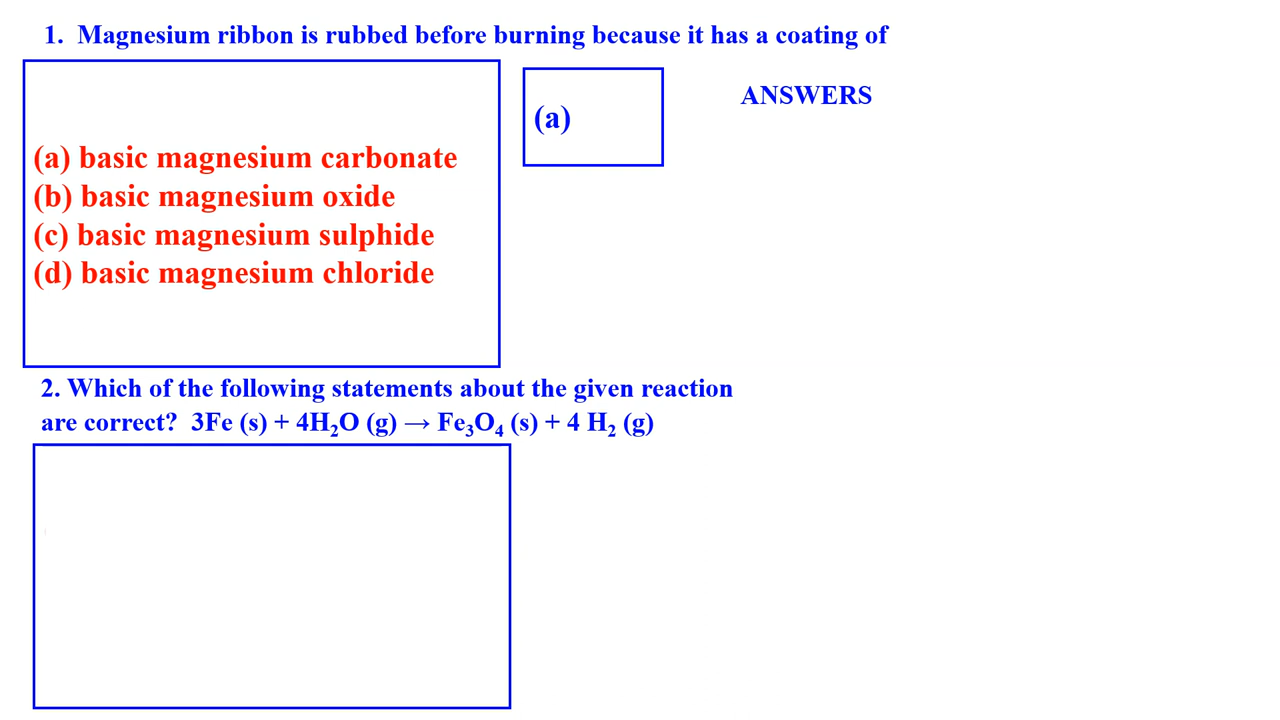 1. Magnesium ribbon is rubbed before burning because it has a coating of
(a)
ANSWERS
(a) basic magnesium carbonate
(b) basic magnesium oxide
(c) basic magnesium sulphide
(d) basic magnesium chloride
2. Which of the following statements about the given reaction
are correct? 3Fe (s) + 4H₂O (g) → Fe₃O₄ (s) + 4 H₂ (g)